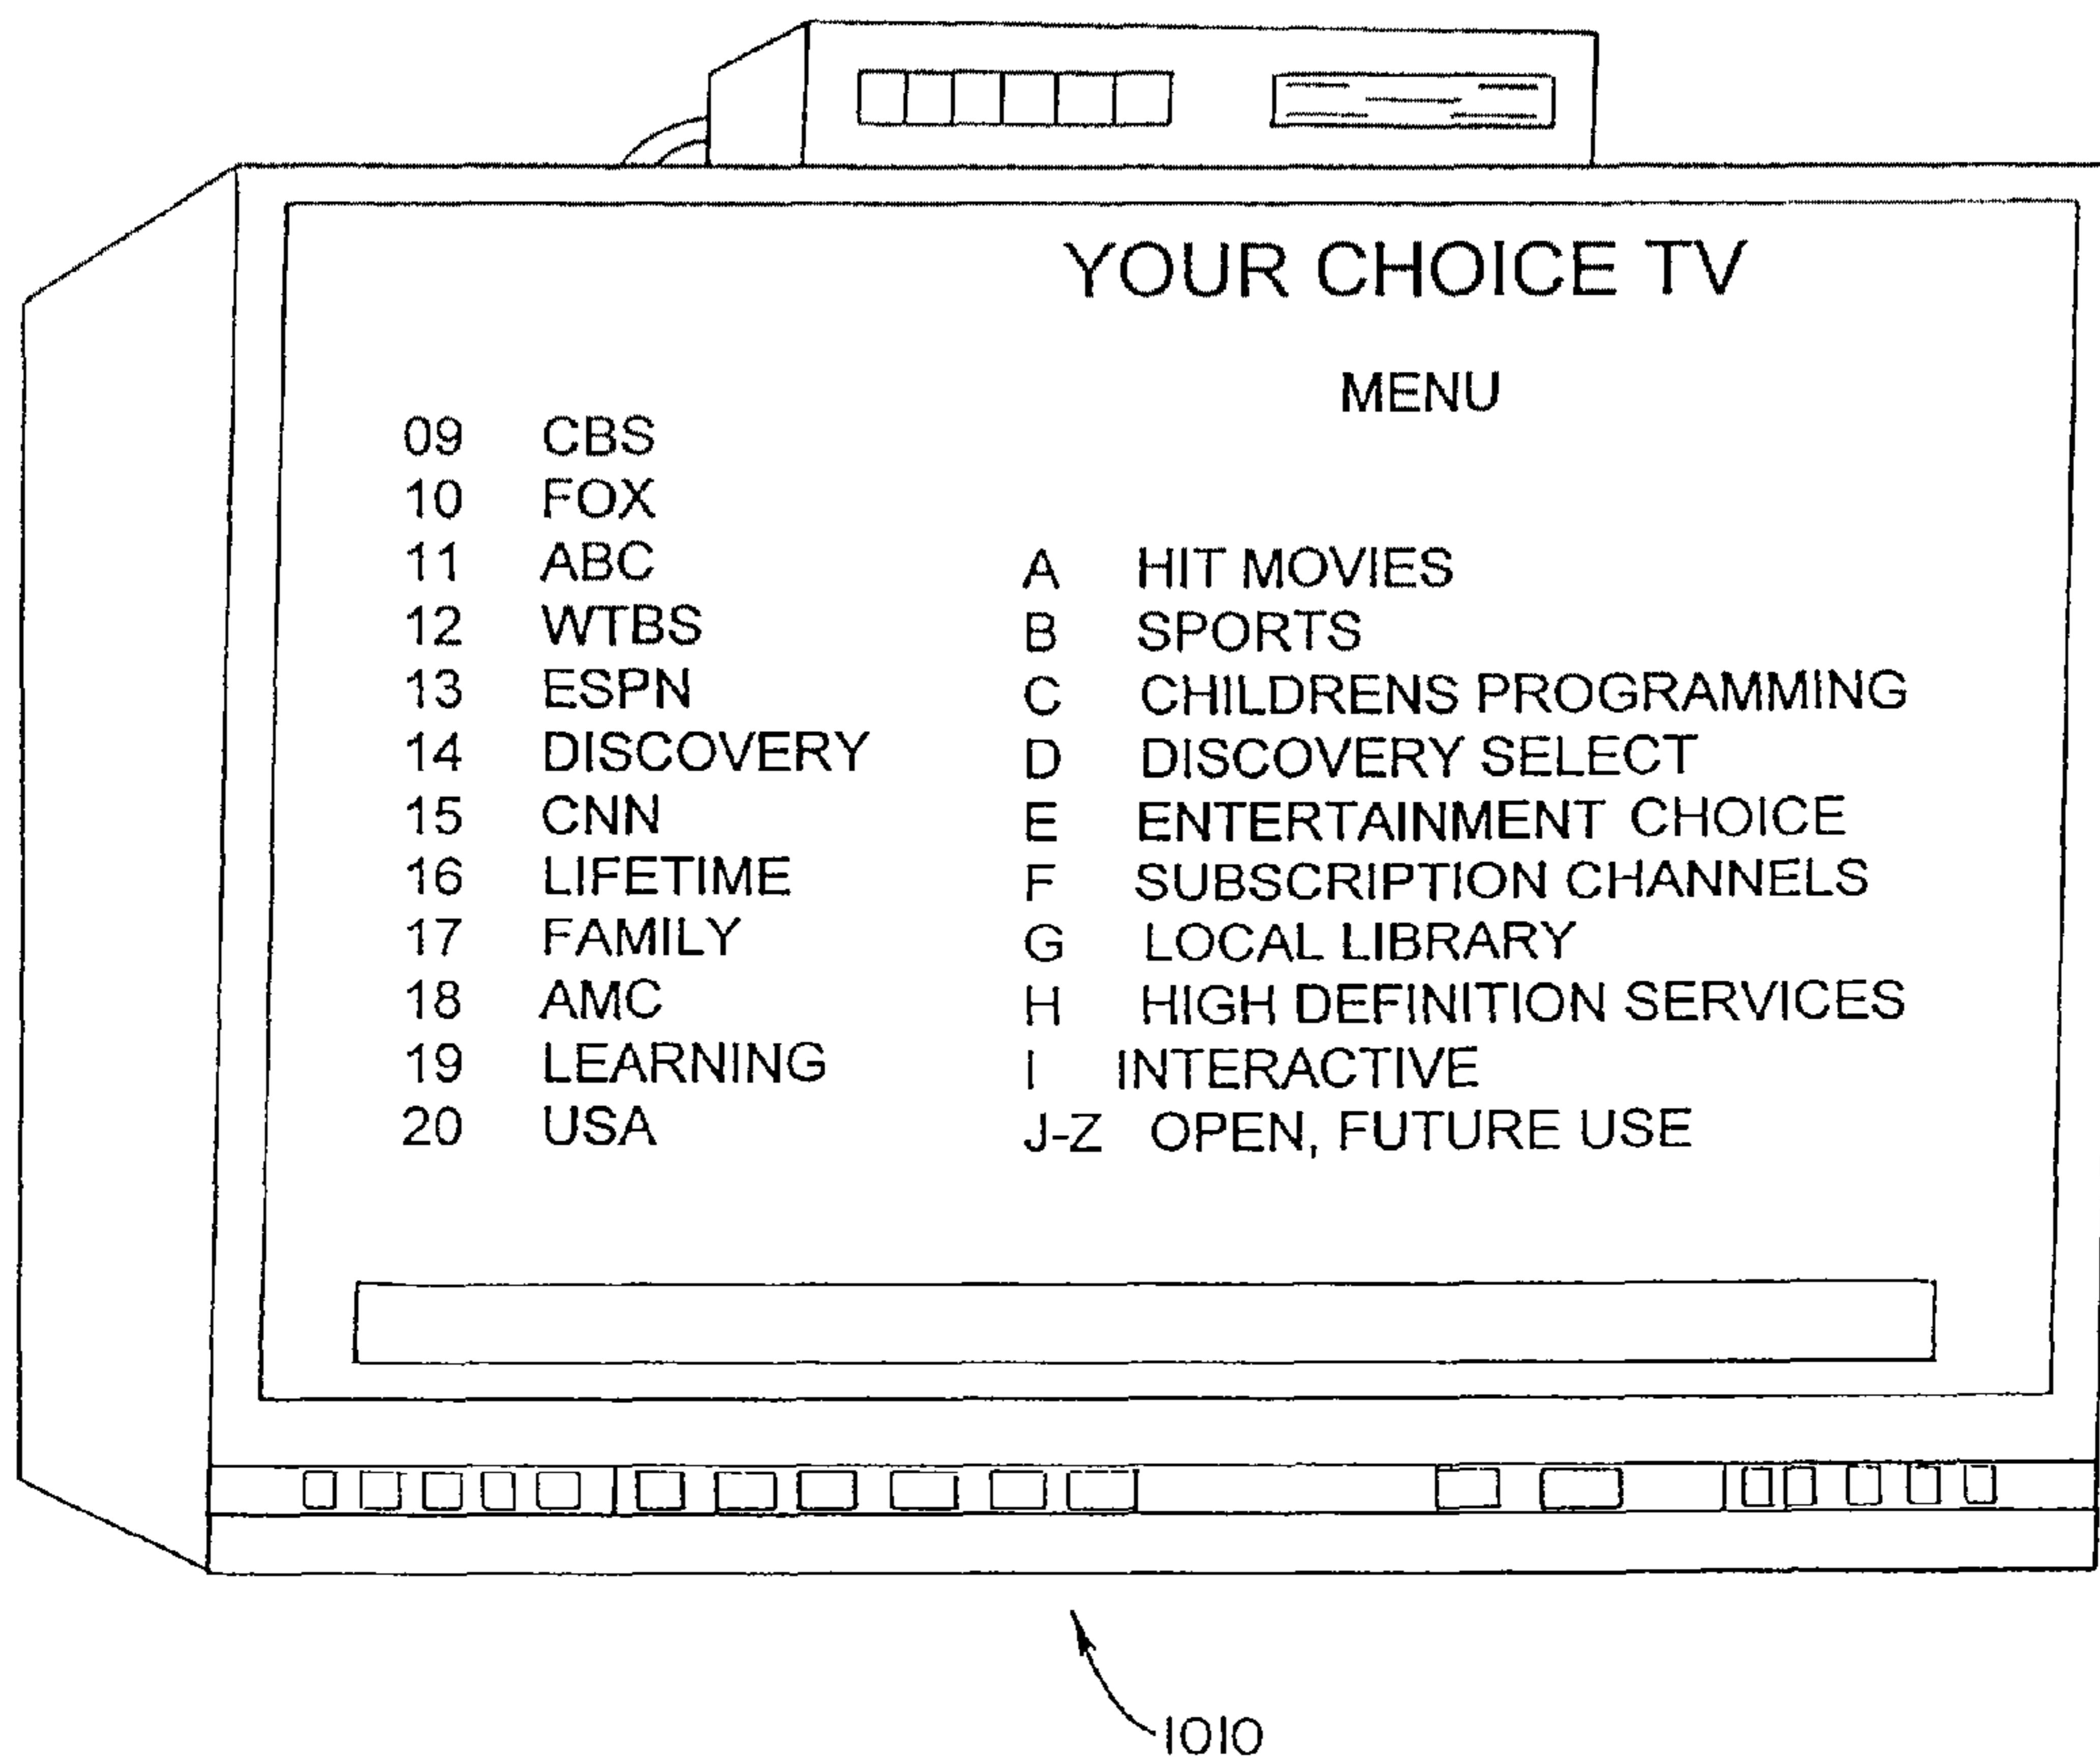 YOUR CHOICE TV
MENU
09 CBS
10 FOX
11 ABC
12 WTBS
13 ESPN
14 DISCOVERY
15 CNN
16 LIFETIME
17 FAMILY
18 AMC
19 LEARNING
20 USA
A HIT MOVIES
B SPORTS
C CHILDRENS PROGRAMMING
D DISCOVERY SELECT
E ENTERTAINMENT CHOICE
F SUBSCRIPTION CHANNELS
G LOCAL LIBRARY
H HIGH DEFINITION SERVICES
I INTERACTIVE
J-Z OPEN, FUTURE USE
1010